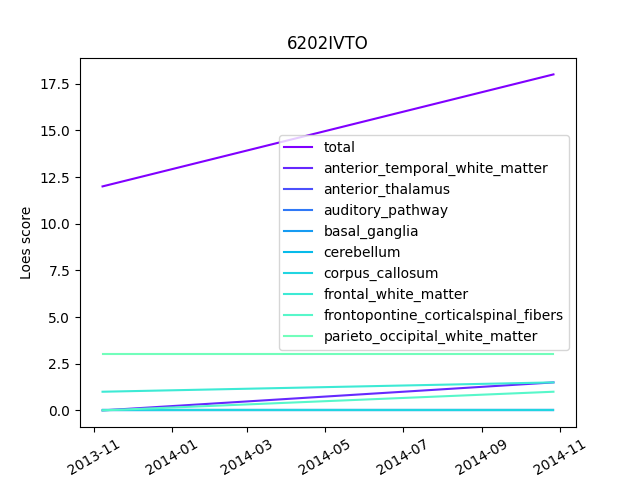 6202IVTO
Loes score
17.5
15.0
12.5
10.0
7.5
5.0
2.5
0.0
total
anterior_temporal_white_matter
anterior_thalamus
auditory_pathway
basal_ganglia
cerebellum
corpus_callosum
frontal_white_matter
frontopontine_corticalspinal_fibers
parieto_occipital_white_matter
2013-11
2014-01
2014-03
2014-05
2014-07
2014-09
2014-11